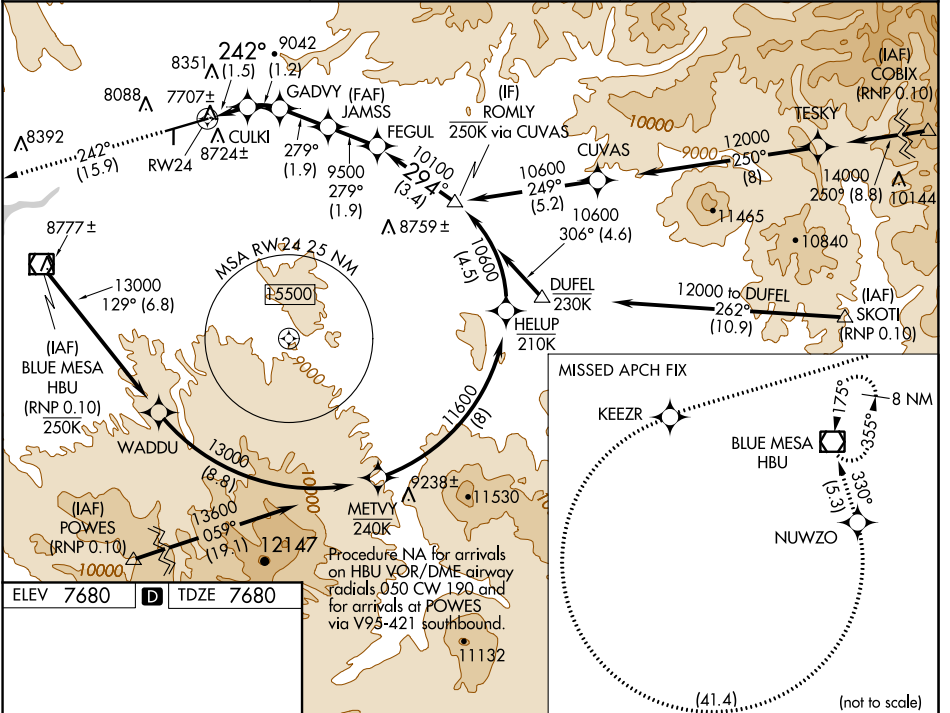 8351
242°
(1.5)
9042
(1.2)
GADVY
(FAF)
JAMSS
8088
7707±
8392
CULKI
8724±
RW24
242°
(15.9)
279°
(1.9)
FEGUL
9500
279°
(1.9)
10100
294°
(3.4)
(IF)
ROMLY
250K via CUVAS
8759±
10600
249°
(5.2)
CUVAS
10000
9000
12000
250°
(8)
TESKY
(IAF)
COBIX
(RNP 0.10)
14000
250° (8.8)
10144
11465
10840
10600
306° (4.6)
10600
(4.5)
DUFEL
230K
HELUP
210K
12000 to DUFEL
262°
(10.9)
(IAF)
SKOTI
(RNP 0.10)
8777±
13000
129° (6.8)
(IAF)
BLUE MESA
HBU
(RNP 0.10)
250K
MSA RW24 25 NM
15500
9000
WADDU
13000
(8.8)
11600
(8)
10000
METVY
240K
9238±
11530
(IAF)
POWES
(RNP 0.10)
10000
13600
059°
(19.1)
12147
Procedure NA for arrivals
on HBU VOR/DME airway
radials 050 CW 190 and
for arrivals at POWES
via V95-421 southbound.
11132
ELEV 7680
D
TDZE 7680
MISSED APCH FIX
KEEZR
BLUE MESA
HBU
175°
355°
8 NM
330°
(5.3)
NUWZO
(41.4)
(not to scale)